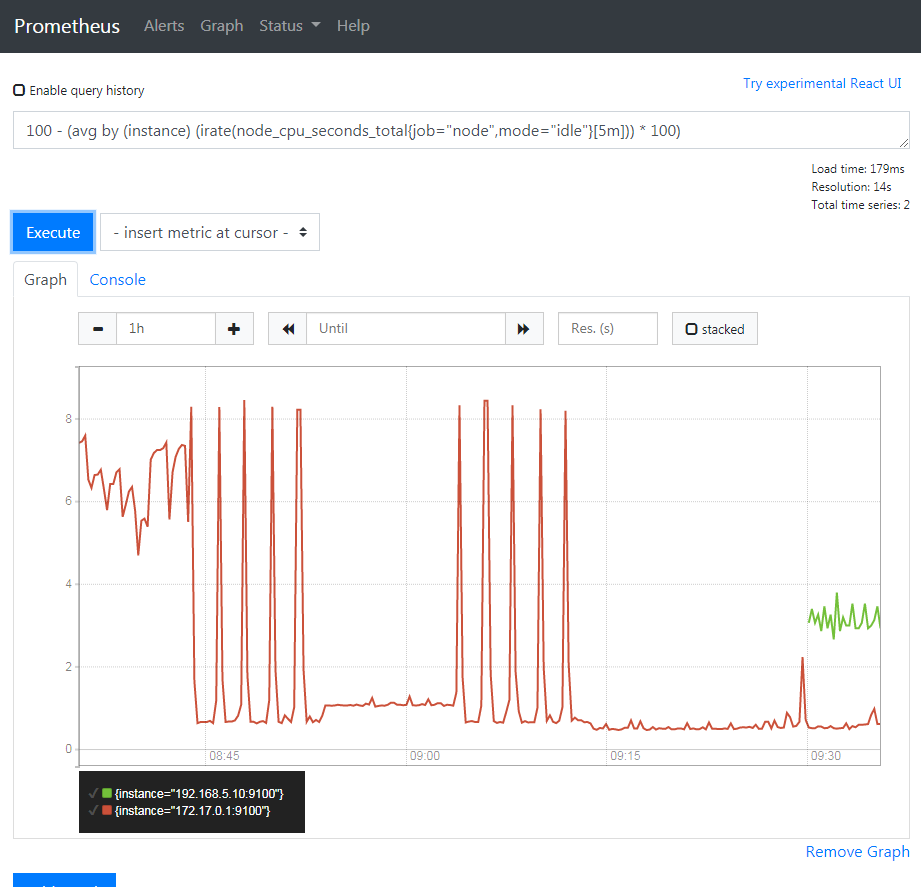 Prometheus Alerts Graph Status Help
Enable query history
Try experimental React UI
100 - (avg by (instance) (irate(node_cpu_seconds_total{job="node",mode="idle"}[5m])) * 100)
Load time: 179ms
Resolution: 14s
Total time series: 2
Execute
- insert metric at cursor -
Graph Console
1h Until Res. (s) stacked
8
6
4
2
0
08:45 09:00 09:15 09:30
{instance="192.168.5.10:9100"}
{instance="172.17.0.1:9100"}
Remove Graph